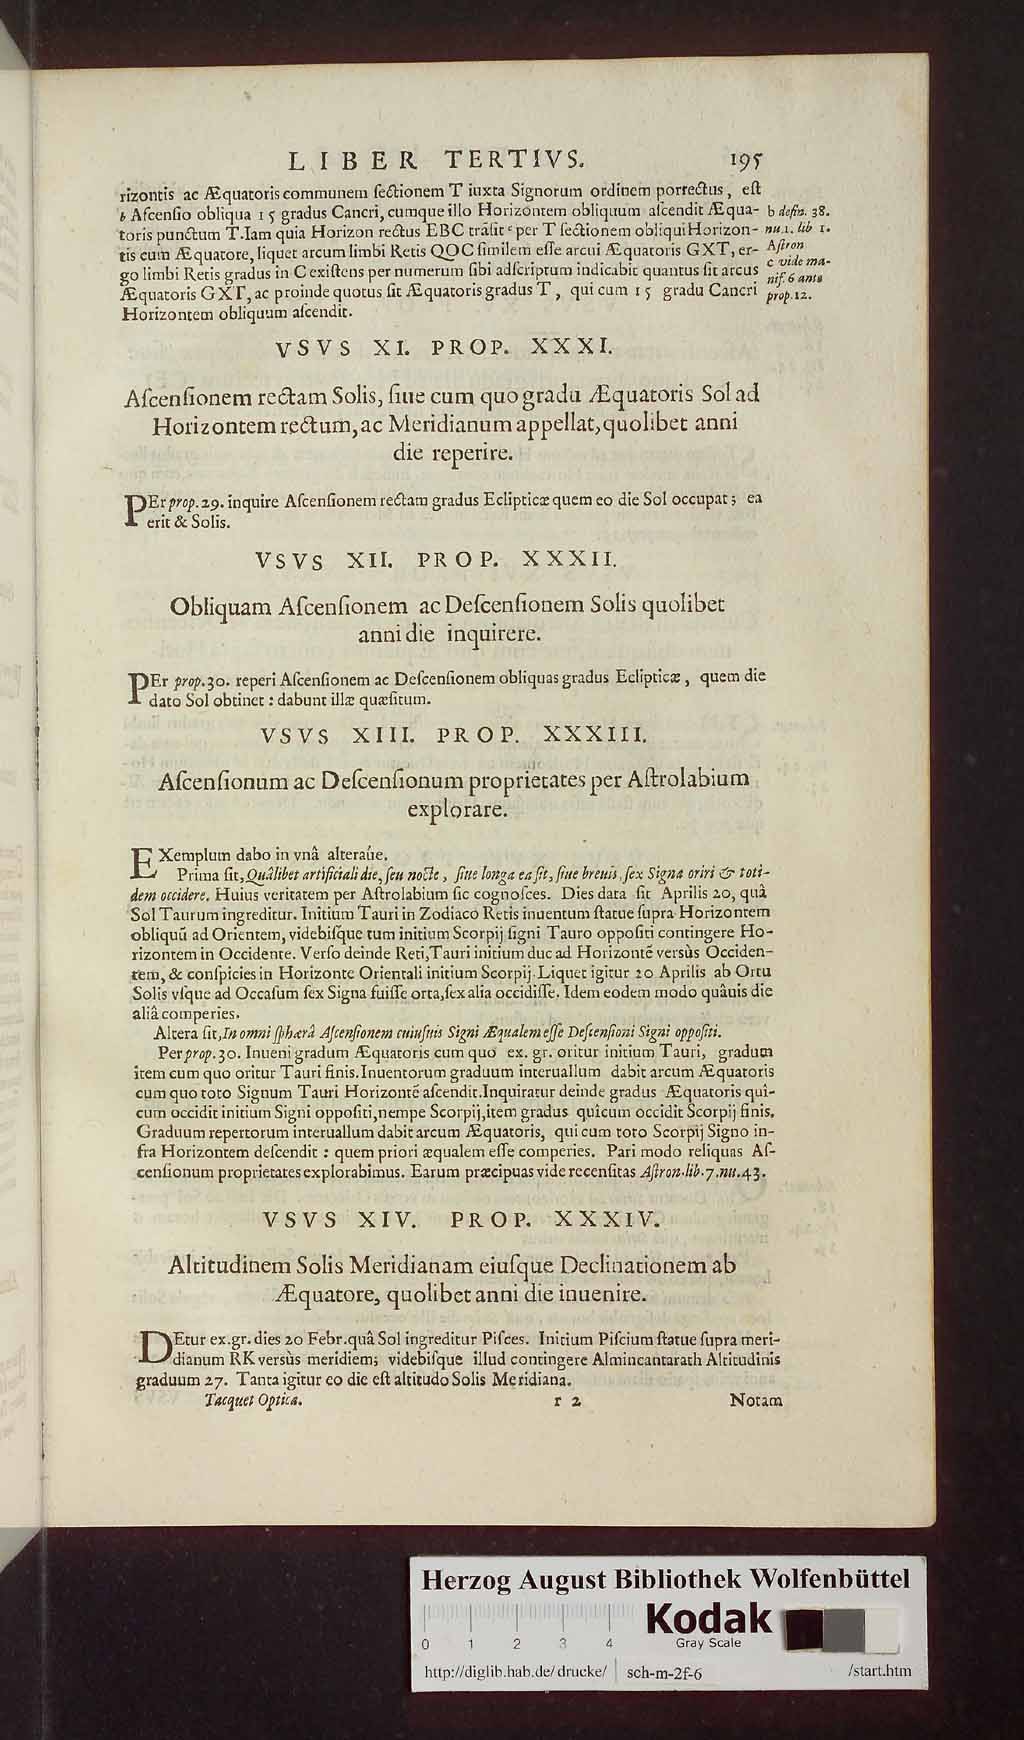 LIBER TERTIVS. 195
rizontis ac Æquatoris communem ſectionem T iuxta Signorum ordinem porrectus, eſt
b Aſcenſio obliqua 15 gradus Cancri, cumque illo Horizontem obliquum aſcendit Æqua-
toris punctum T. Iam quia Horizon rectus EBC trãſit c per T ſectionem obliqui Horizon-
tis cum Æquatore, liquet arcum limbi Retis QOC ſimilem eſſe arcui Æquatoris GXT, er-
go limbi Retis gradus in C exiſtens per numerum ſibi adſcriptum indicabit quantus ſit arcus
Æquatoris GXT, ac proinde quotus ſit Æquatoris gradus T, qui cum 15 gradu Cancri
Horizontem obliquum aſcendit.
b defin. 38.
nu. 1. lib 1.
Aſtron
c vide ma-
nif. 6 ante
prop. 12.
VSVS XI. PROP. XXXI.
Aſcenſionem rectam Solis, ſiue cum quo gradu Æquatoris Sol ad
Horizontem rectum, ac Meridianum appellat, quolibet anni
die reperire.
PEr prop. 29. inquire Aſcenſionem rectam gradus Eclipticæ quem eo die Sol occupat; ea
erit & Solis.
VSVS XII. PROP. XXXII.
Obliquam Aſcenſionem ac Deſcenſionem Solis quolibet
anni die inquirere.
PEr prop. 30. reperi Aſcenſionem ac Deſcenſionem obliquas gradus Eclipticæ, quem die
dato Sol obtinet: dabunt illæ quæſitum.
VSVS XIII. PROP. XXXIII.
Aſcenſionum ac Deſcenſionum proprietates per Aſtrolabium
explorare.
EXemplum dabo in vnâ alteraúe.
Prima ſit, Quâlibet artificiali die, ſeu nocte, ſiue longa ea ſit, ſiue breuis, ſex Signa oriri & toti-
dem occidere. Huius veritatem per Aſtrolabium ſic cognoſces. Dies data ſit Aprilis 20, quâ
Sol Taurum ingreditur. Initium Tauri in Zodiaco Retis inuentum ſtatue ſupra Horizontem
obliquũ ad Orientem, videbiſque tum initium Scorpij ſigni Tauro oppoſiti contingere Ho-
rizontem in Occidente. Verſo deinde Reti, Tauri initium duc ad Horizontẽ versùs Occiden-
tem, & conſpicies in Horizonte Orientali initium Scorpij. Liquet igitur 20 Aprilis ab Ortu
Solis vſque ad Occaſum ſex Signa fuiſſe orta, ſex alia occidiſſe. Idem eodem modo quâuis die
aliâ comperies.
Altera ſit, In omni ſphærâ Aſcenſionem cuiuſuis Signi Æqualem eſſe Deſcenſioni Signi oppoſiti.
Per prop. 30. Inueni gradum Æquatoris cum quo ex. gr. oritur initium Tauri, gradum
item cum quo oritur Tauri finis. Inuentorum graduum interuallum dabit arcum Æquatoris
cum quo toto Signum Tauri Horizontẽ aſcendit. Inquiratur deinde gradus Æquatoris qui-
cum occidit initium Signi oppoſiti, nempe Scorpij, item gradus quîcum occidit Scorpij finis.
Graduum repertorum interuallum dabit arcum Æquatoris, qui cum toto Scorpij Signo in-
fra Horizontem deſcendit: quem priori æqualem eſſe comperies. Pari modo reliquas Aſ-
cenſionum proprietates explorabimus. Earum præcipuas vide recenſitas Aſtron. lib. 7. nu. 43.
VSVS XIV. PROP. XXXIV.
Altitudinem Solis Meridianam eiuſque Declinationem ab
Æquatore, quolibet anni die inuenire.
DEtur ex. gr. dies 20 Febr. quâ Sol ingreditur Piſces. Initium Piſcium ſtatue ſupra meri-
dianum RK versùs meridiem; videbiſque illud contingere Almincantarath Altitudinis
graduum 27. Tanta igitur eo die eſt altitudo Solis Meridiana.
Tacquet Optica. r 2 Notam
Herzog August Bibliothek Wolfenbüttel
0 1 2 3 4
Kodak
Gray Scale
http://diglib.hab.de/drucke/ sch-m-2f-6 /start.htm